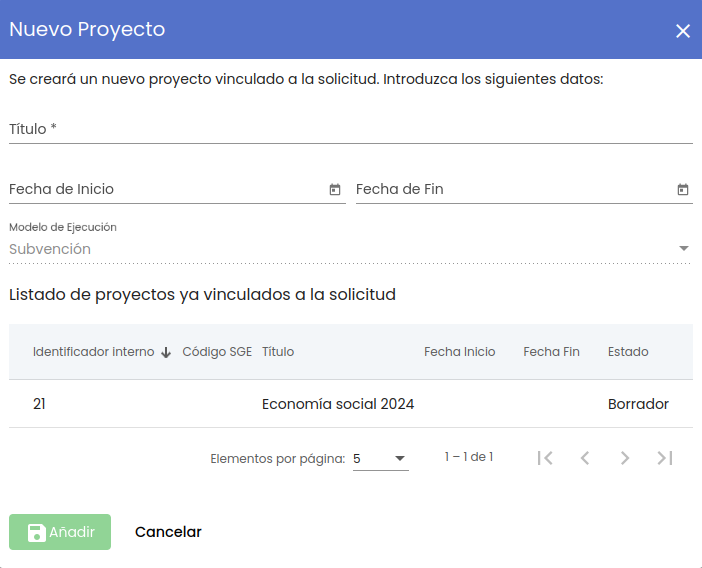 Nuevo Proyecto
Se creará un nuevo proyecto vinculado a la solicitud. Introduzca los siguientes datos:
Título *
Fecha de Inicio Fecha de Fin
Modelo de Ejecución
Subvención
Listado de proyectos ya vinculados a la solicitud
Identificador interno Código SGE Título Fecha Inicio Fecha Fin Estado
21 Economía social 2024 Borrador
Elementos por página: 5 1 – 1 de 1
Añadir Cancelar